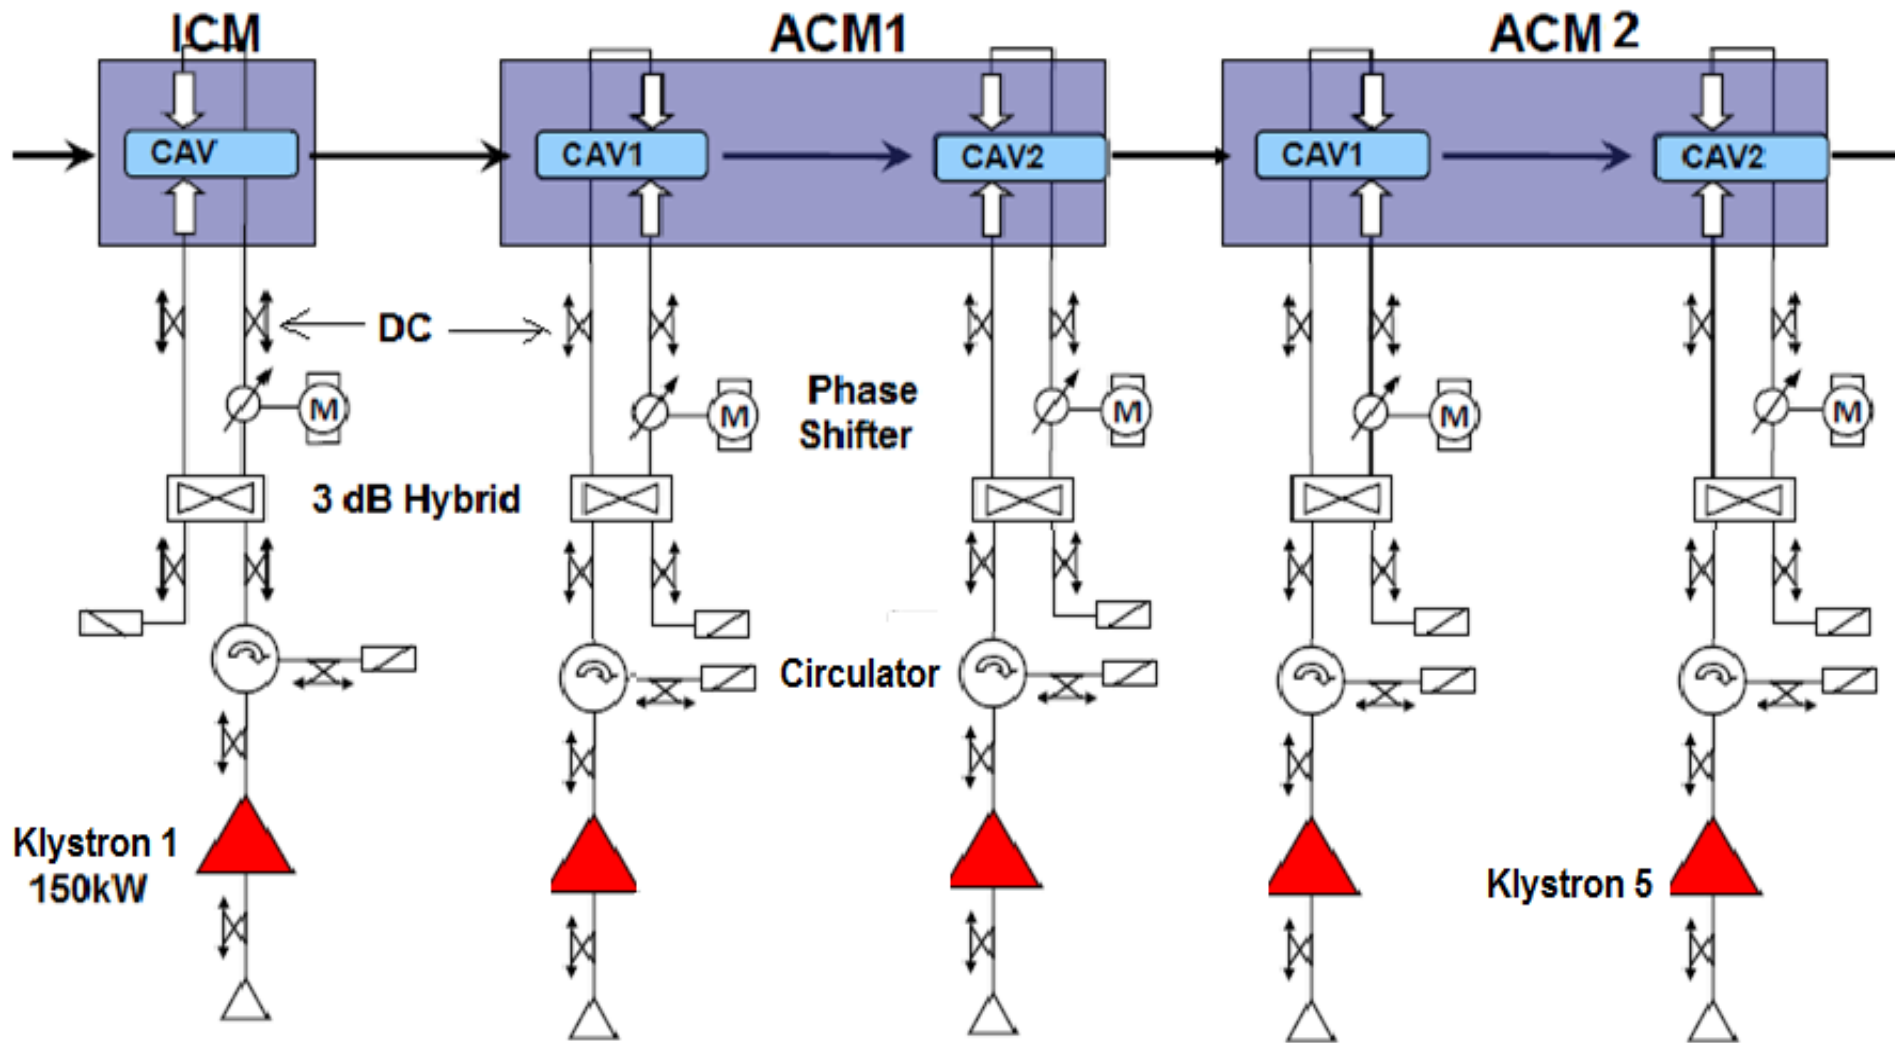 ICM
ACM1
ACM 2
CAV
CAV1
CAV2
CAV1
CAV2
DC
Phase
Shifter
M
M
M
M
M
3 dB Hybrid
Circulator
Klystron 1
150kW
Klystron 5